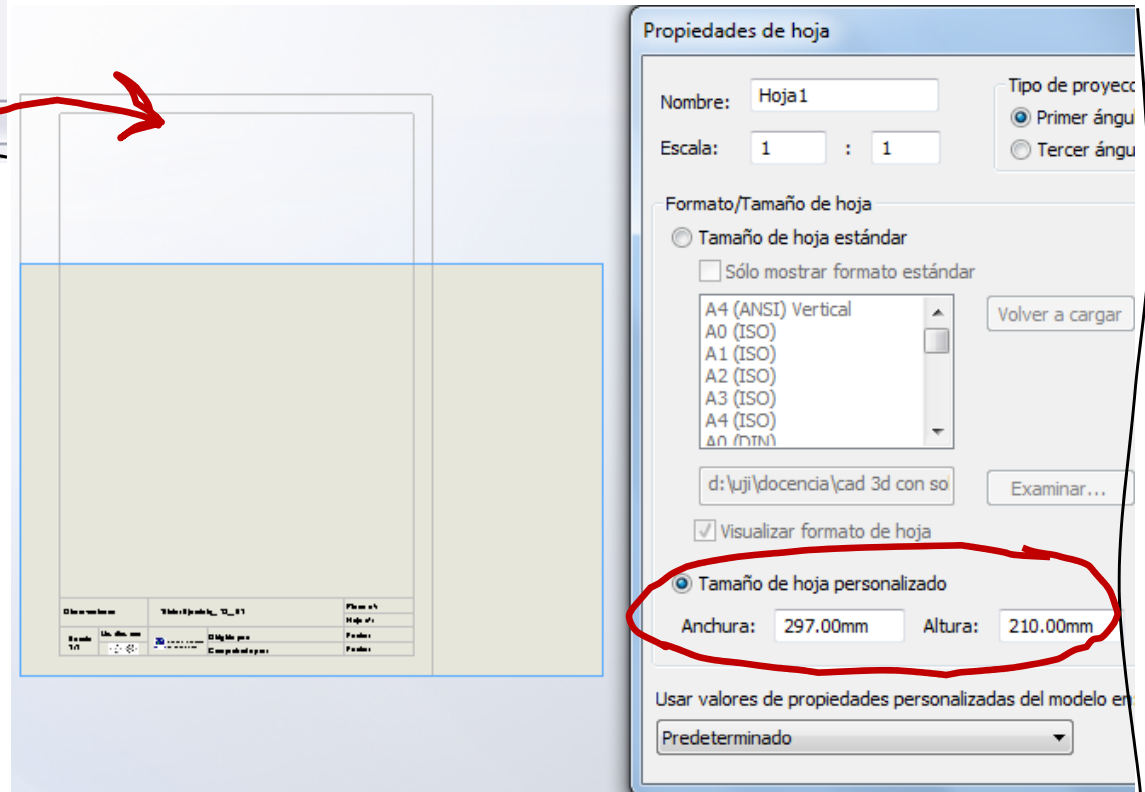 Propiedades de hoja
Nombre: Hoja1
Tipo de proyecc
Primer ángu
Escala: 1 : 1
Tercer ángu
Formato/Tamaño de hoja
Tamaño de hoja estándar
Sólo mostrar formato estándar
A4 (ANSI) Vertical
Volver a cargar
A0 (ISO)
A1 (ISO)
A2 (ISO)
A3 (ISO)
A4 (ISO)
A0 (DIN)
d:\uji\docencia\cad 3d con so
Examinar...
Visualizar formato de hoja
Tamaño de hoja personalizado
Anchura: 297.00mm Altura: 210.00mm
Usar valores de propiedades personalizadas del modelo en
Predeterminado